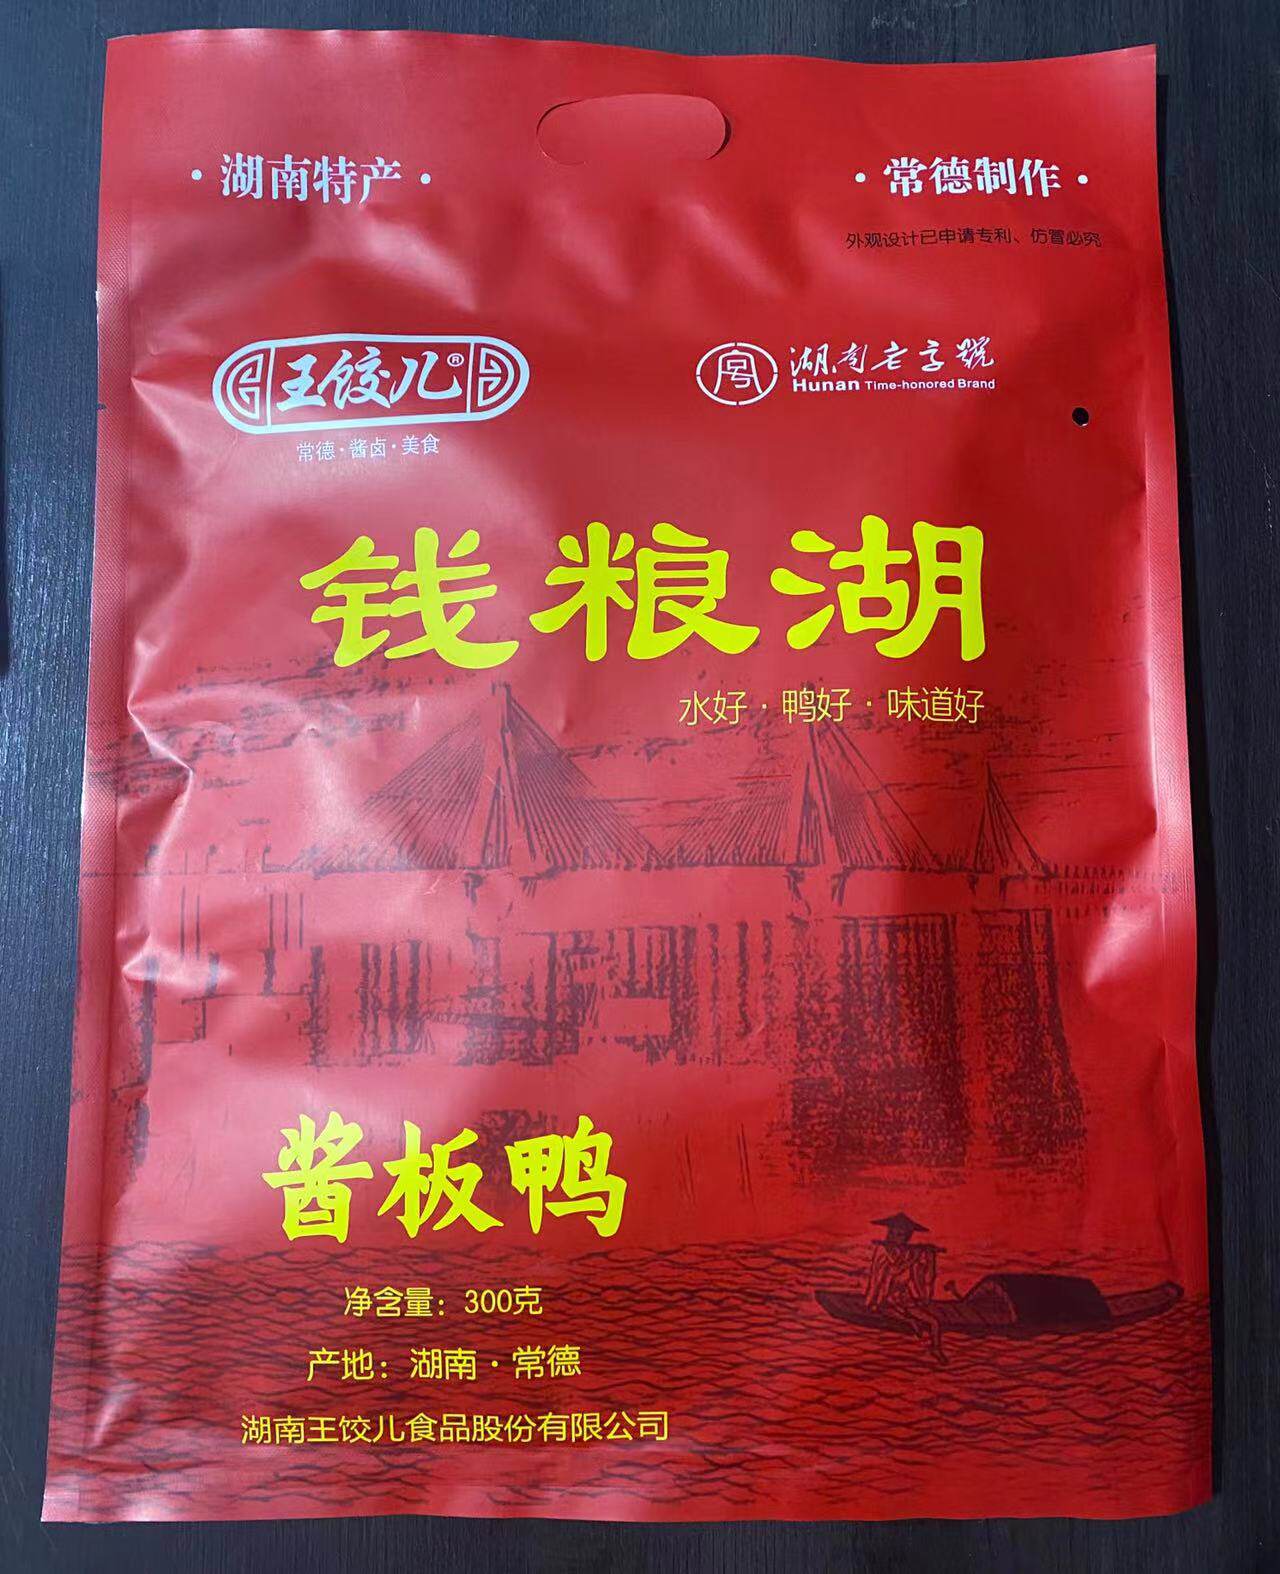 ·湖南特产·
·常德制作·
外观设计已申请专利、仿冒必究
王饺儿®
常德·酱卤·美食
湖南老字號
Hunan Time-honored Brand
钱粮湖
水好·鸭好·味道好
酱板鸭
净含量：300克
产地：湖南·常德
湖南王饺儿食品股份有限公司